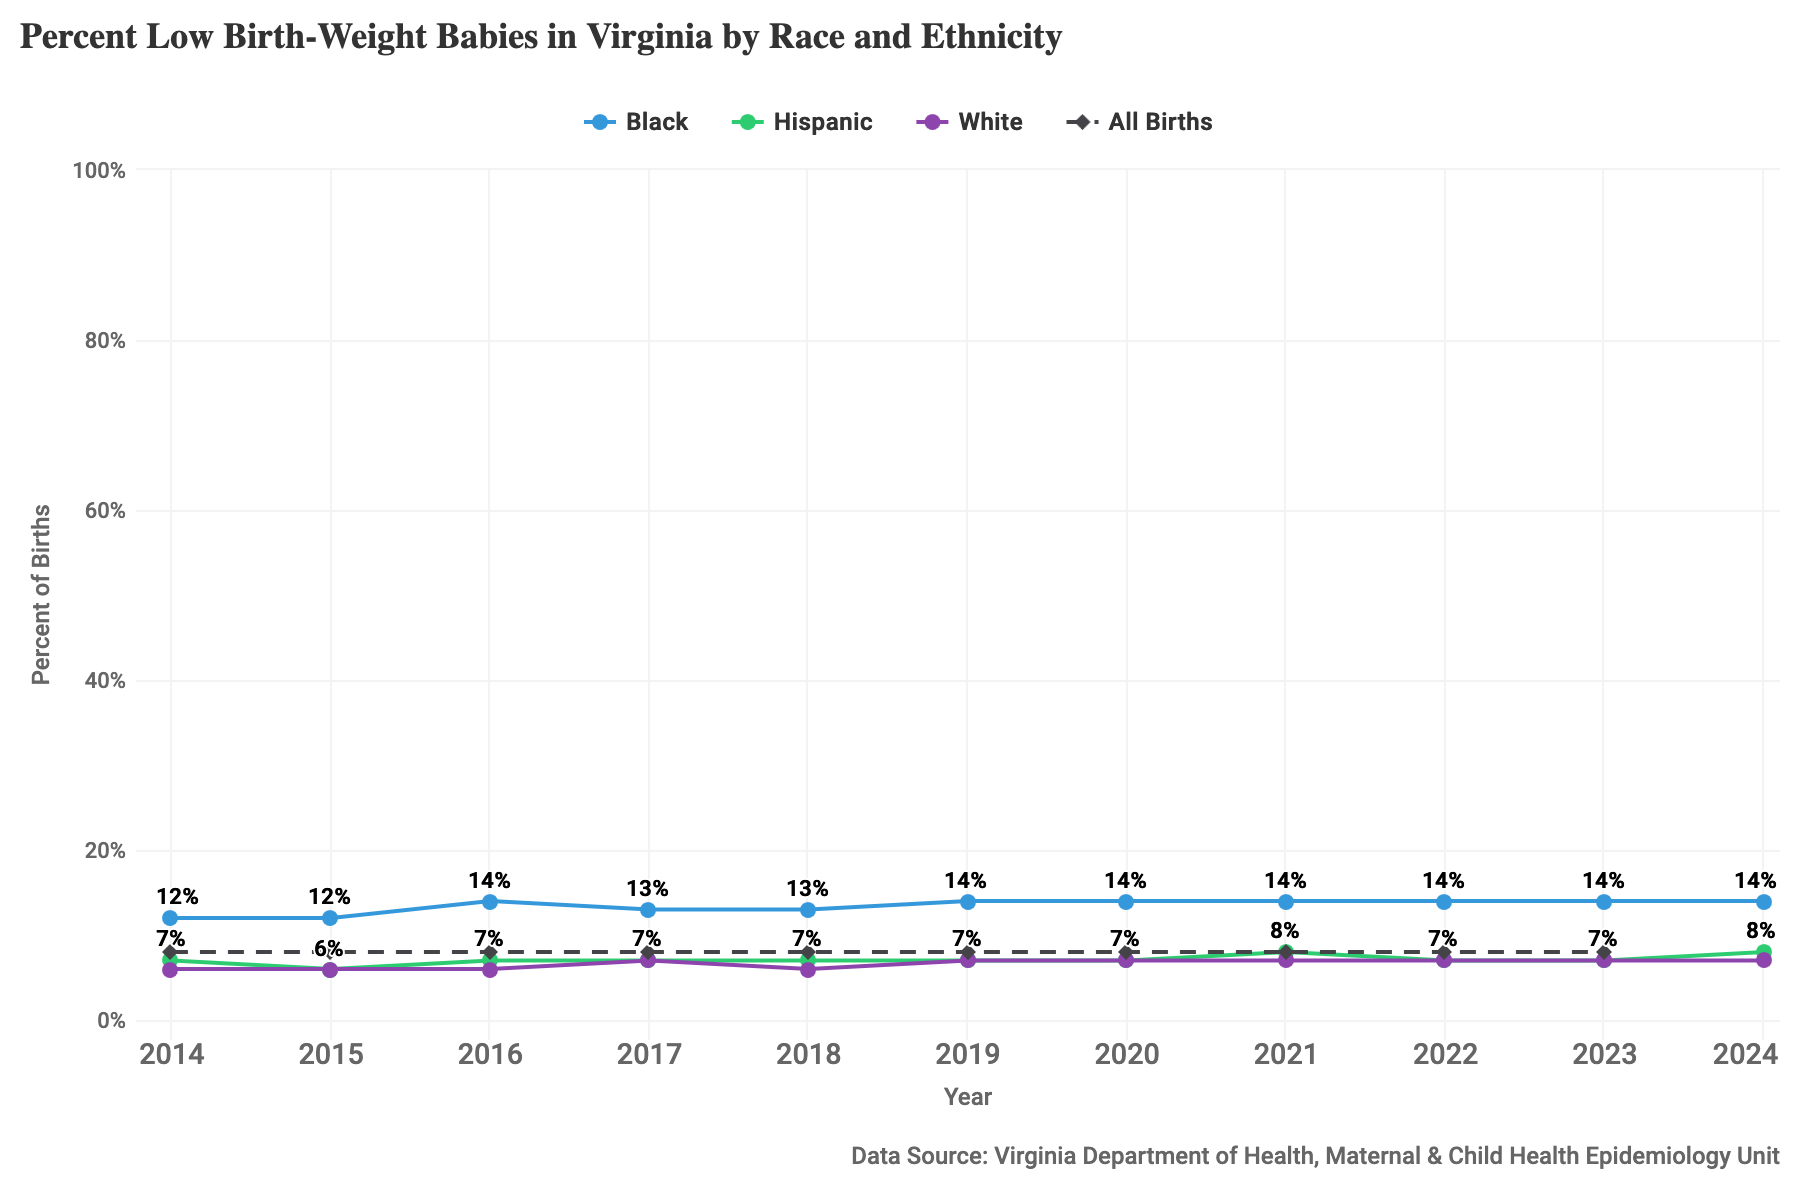 Percent Low Birth-Weight Babies in Virginia by Race and Ethnicity
Black Hispanic White All Births
100%
80%
60%
40%
20%
0%
Percent of Births
12% 12% 14% 13% 13% 14% 14% 14% 14% 14% 14%
7% 6% 7% 7% 7% 7% 7% 8% 7% 7% 8%
2014 2015 2016 2017 2018 2019 2020 2021 2022 2023 2024
Year
Data Source: Virginia Department of Health, Maternal & Child Health Epidemiology Unit